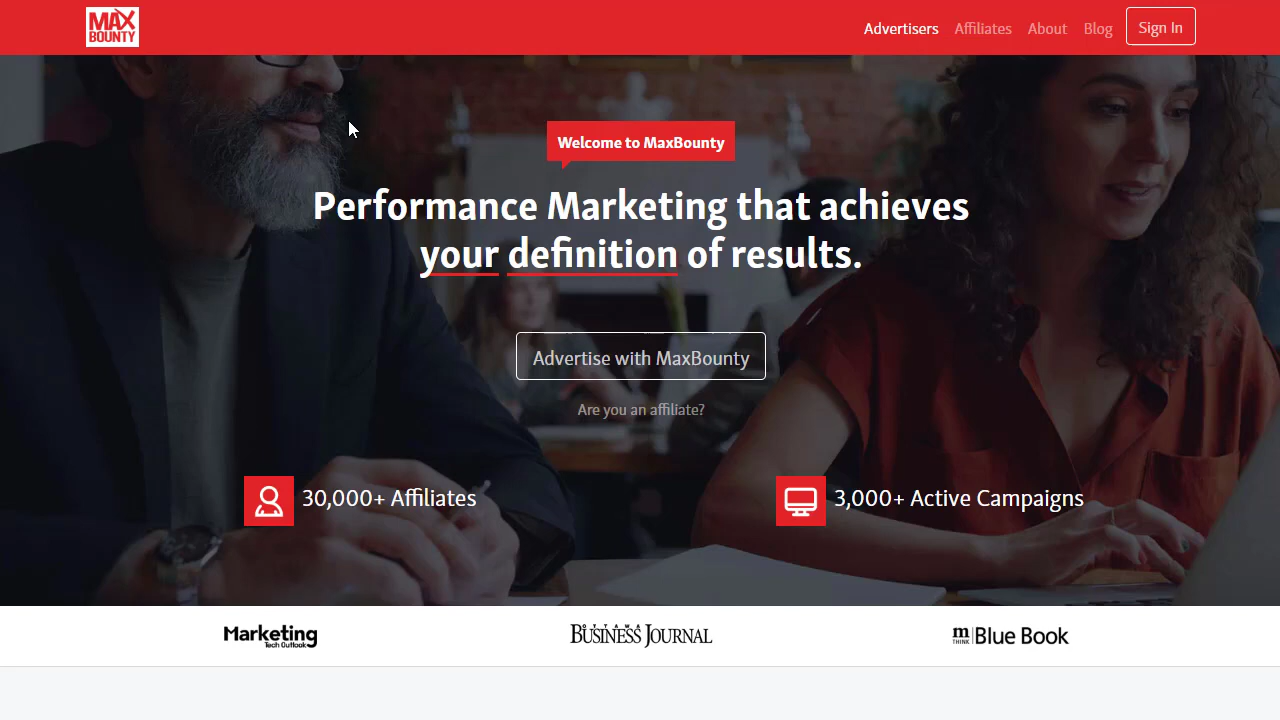 MAX
BOUNTY
Advertisers
Affiliates
About
Blog
Sign In
Welcome to MaxBounty
Performance Marketing that achieves
your definition of results.
Advertise with MaxBounty
Are you an affiliate?
30,000+ Affiliates
3,000+ Active Campaigns
Marketing
Tech Outlook
OTTAWA
BUSINESS JOURNAL
m
THINK
Blue Book